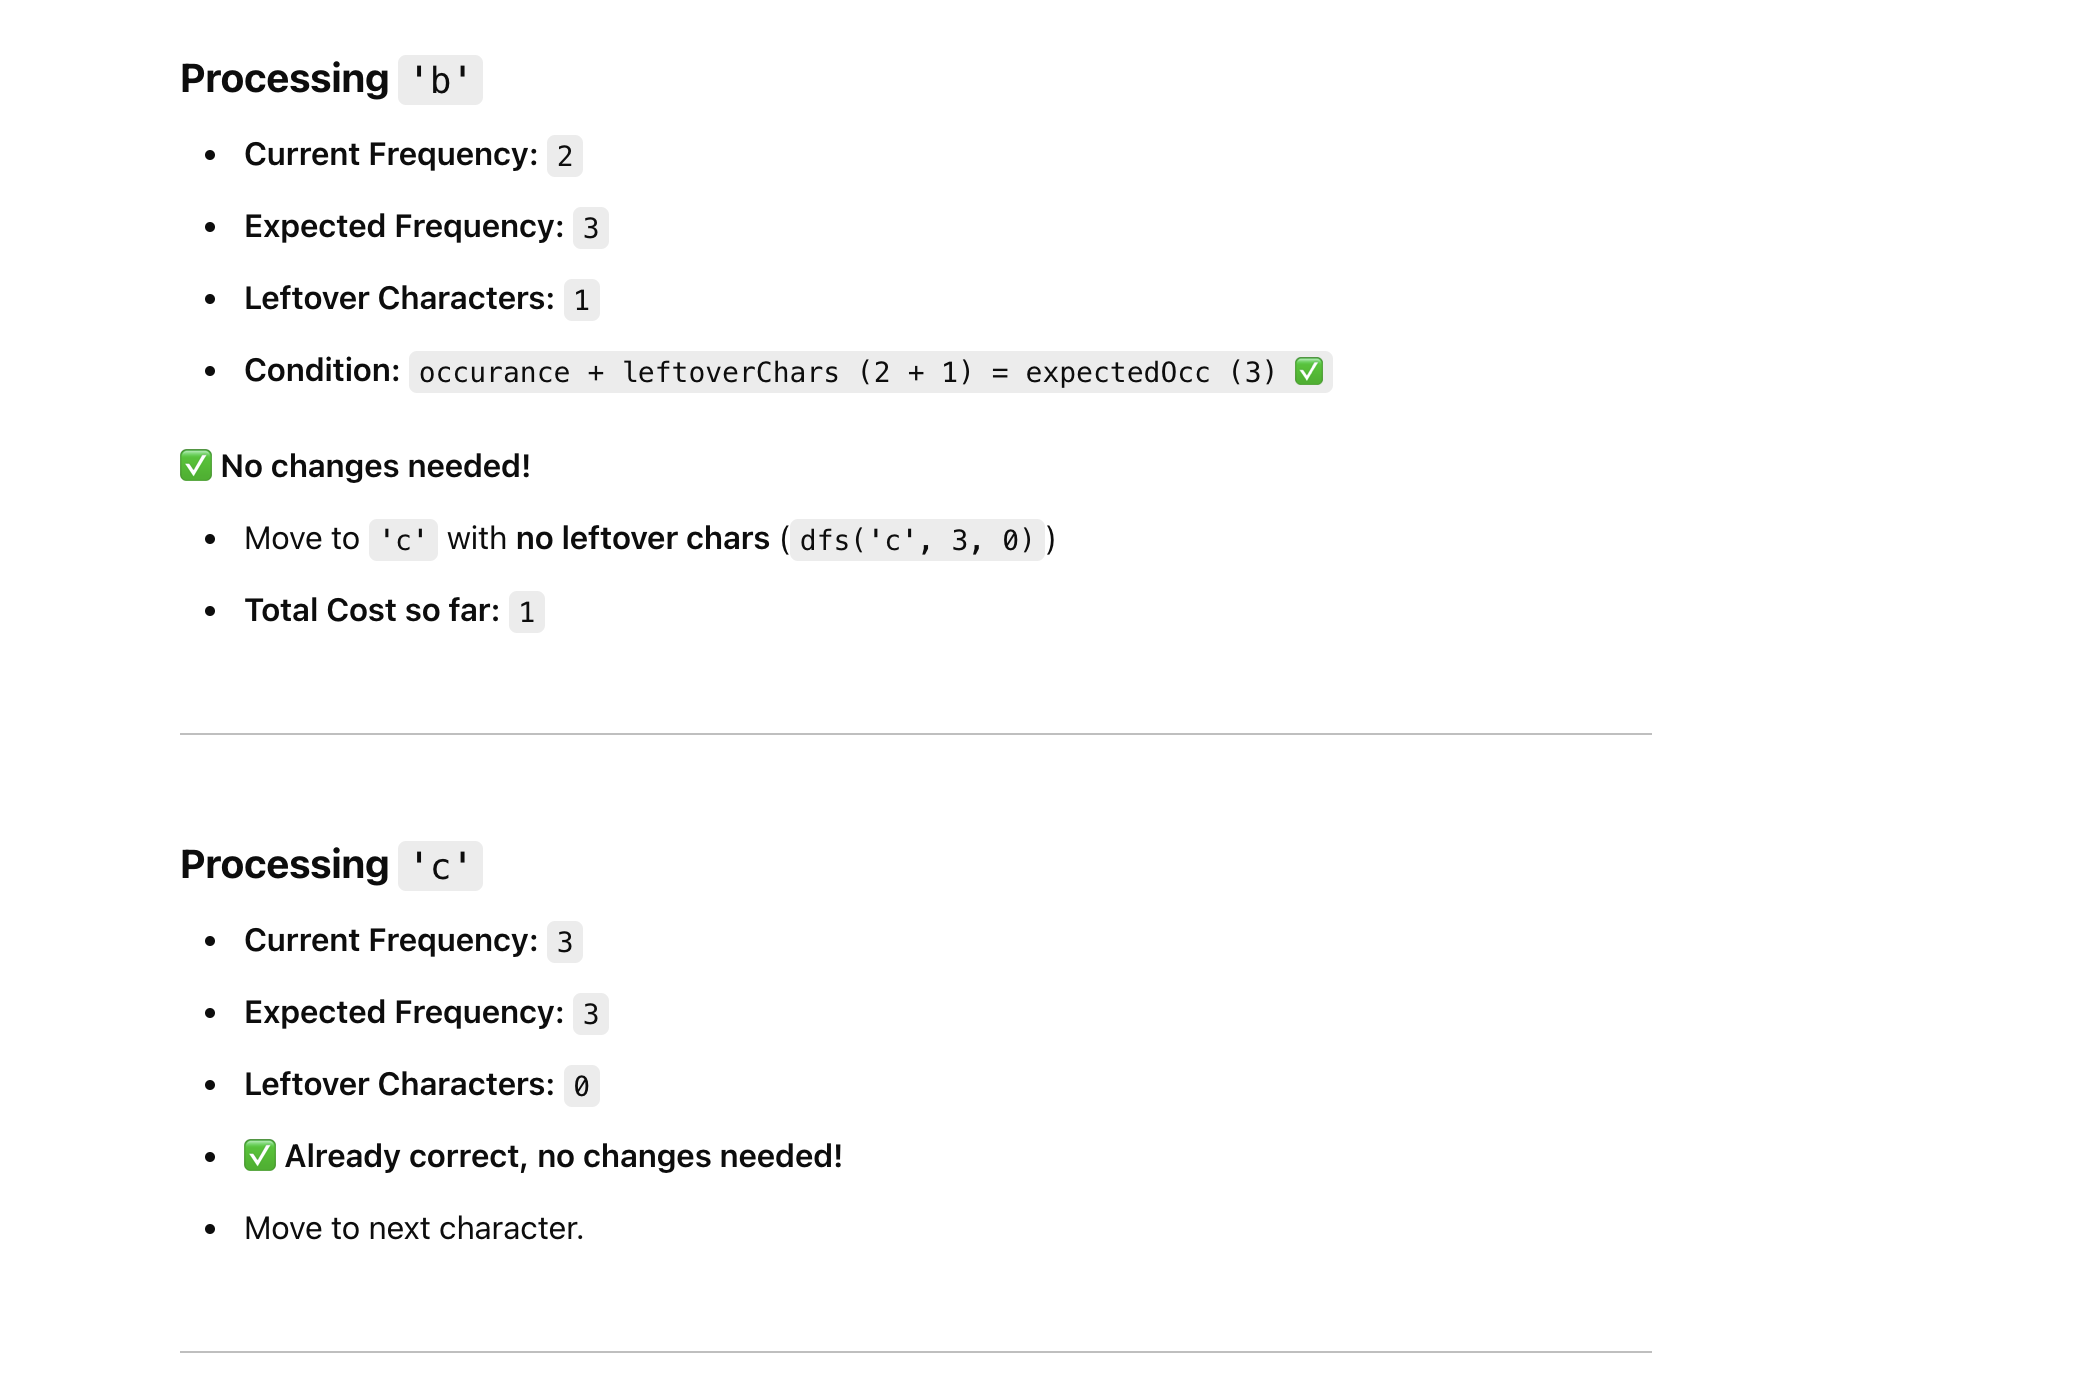 Processing 'b'
• Current Frequency: 2
• Expected Frequency: 3
• Leftover Characters: 1
• Condition: occurance + leftoverChars (2 + 1) = expectedOcc (3) ✅
✅ No changes needed!
• Move to 'c' with no leftover chars (dfs('c', 3, 0))
• Total Cost so far: 1
Processing 'c'
• Current Frequency: 3
• Expected Frequency: 3
• Leftover Characters: 0
• ✅ Already correct, no changes needed!
• Move to next character.